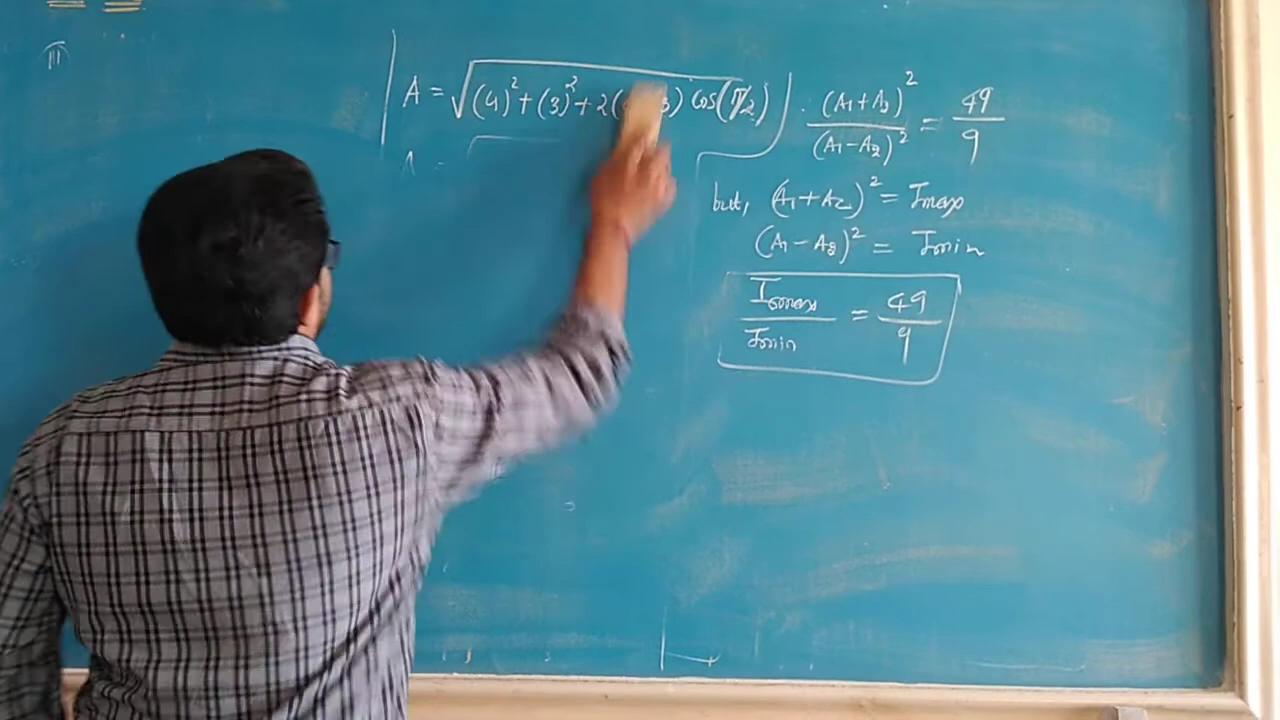 III
A = √(4)² + (3)² + 2( 3) cos(π/2)
A =
(A₁ + A₂)² / (A₁ - A₂)² = 49 / 9
but, (A₁ + A₂)² = Imax
(A₁ - A₂)² = Imin
Imax / Imin = 49 / 9